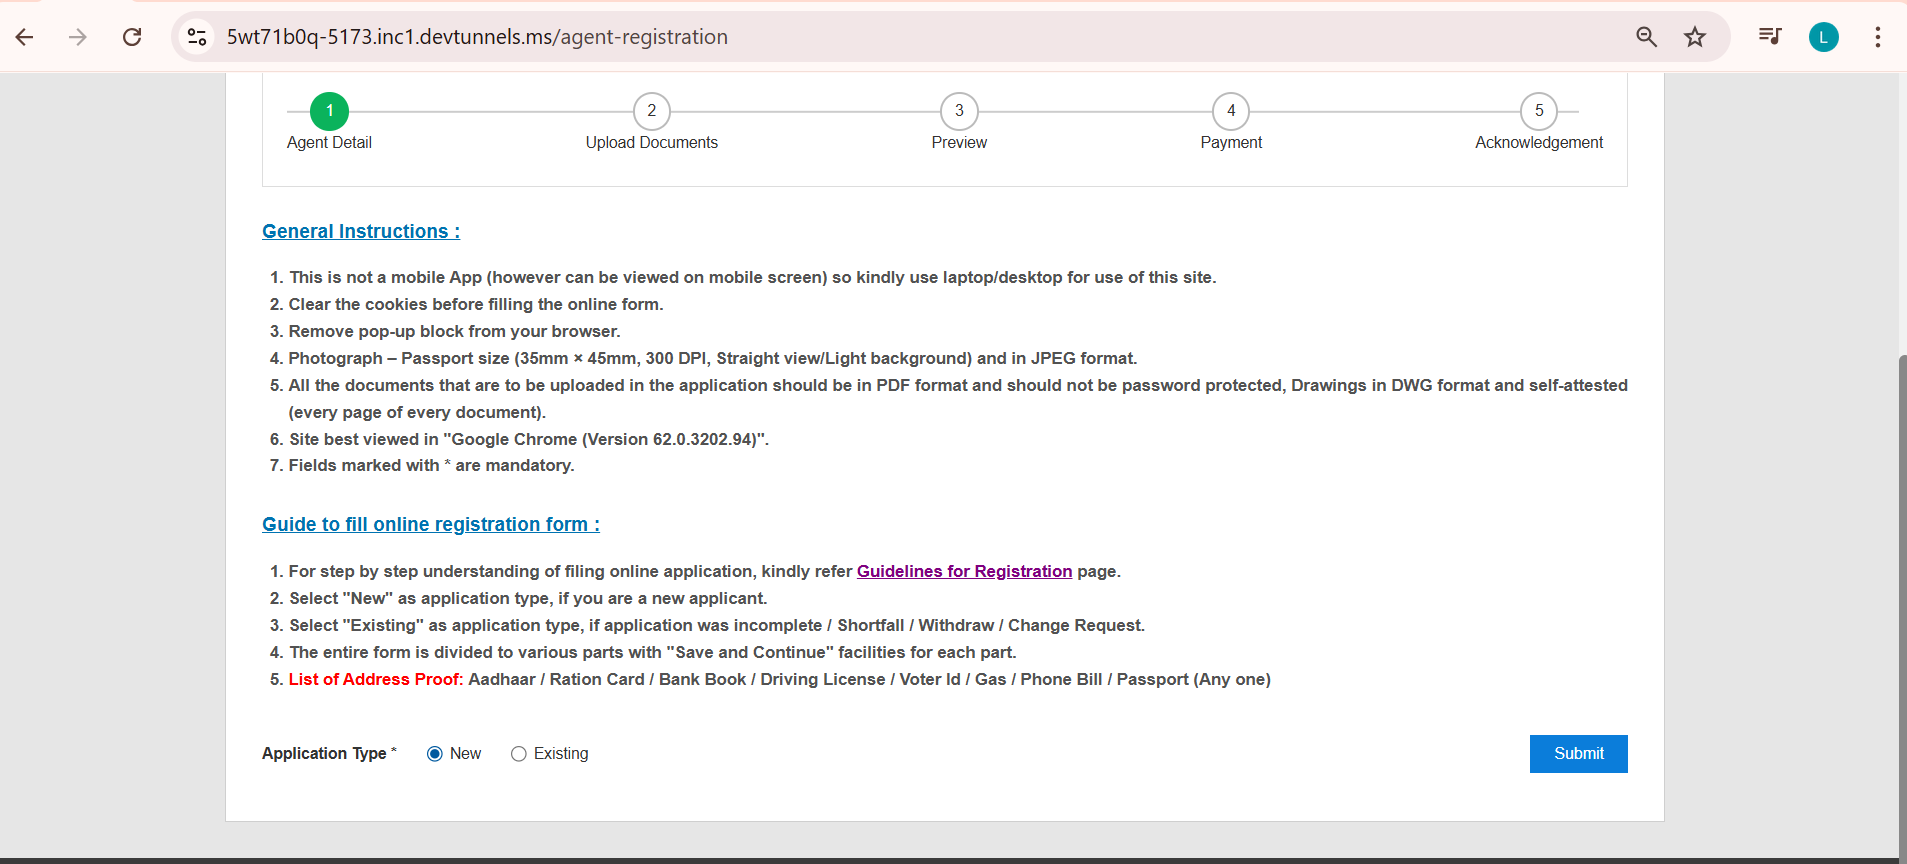 5wt71b0q-5173.inc1.devtunnels.ms/agent-registration
L
1
2
3
4
5
Agent Detail
Upload Documents
Preview
Payment
Acknowledgement
General Instructions :
1. This is not a mobile App (however can be viewed on mobile screen) so kindly use laptop/desktop for use of this site.
2. Clear the cookies before filling the online form.
3. Remove pop-up block from your browser.
4. Photograph – Passport size (35mm × 45mm, 300 DPI, Straight view/Light background) and in JPEG format.
5. All the documents that are to be uploaded in the application should be in PDF format and should not be password protected, Drawings in DWG format and self-attested
(every page of every document).
6. Site best viewed in "Google Chrome (Version 62.0.3202.94)".
7. Fields marked with * are mandatory.
Guide to fill online registration form :
1. For step by step understanding of filing online application, kindly refer Guidelines for Registration page.
2. Select "New" as application type, if you are a new applicant.
3. Select "Existing" as application type, if application was incomplete / Shortfall / Withdraw / Change Request.
4. The entire form is divided to various parts with "Save and Continue" facilities for each part.
5. List of Address Proof: Aadhaar / Ration Card / Bank Book / Driving License / Voter Id / Gas / Phone Bill / Passport (Any one)
Application Type * New Existing
Submit